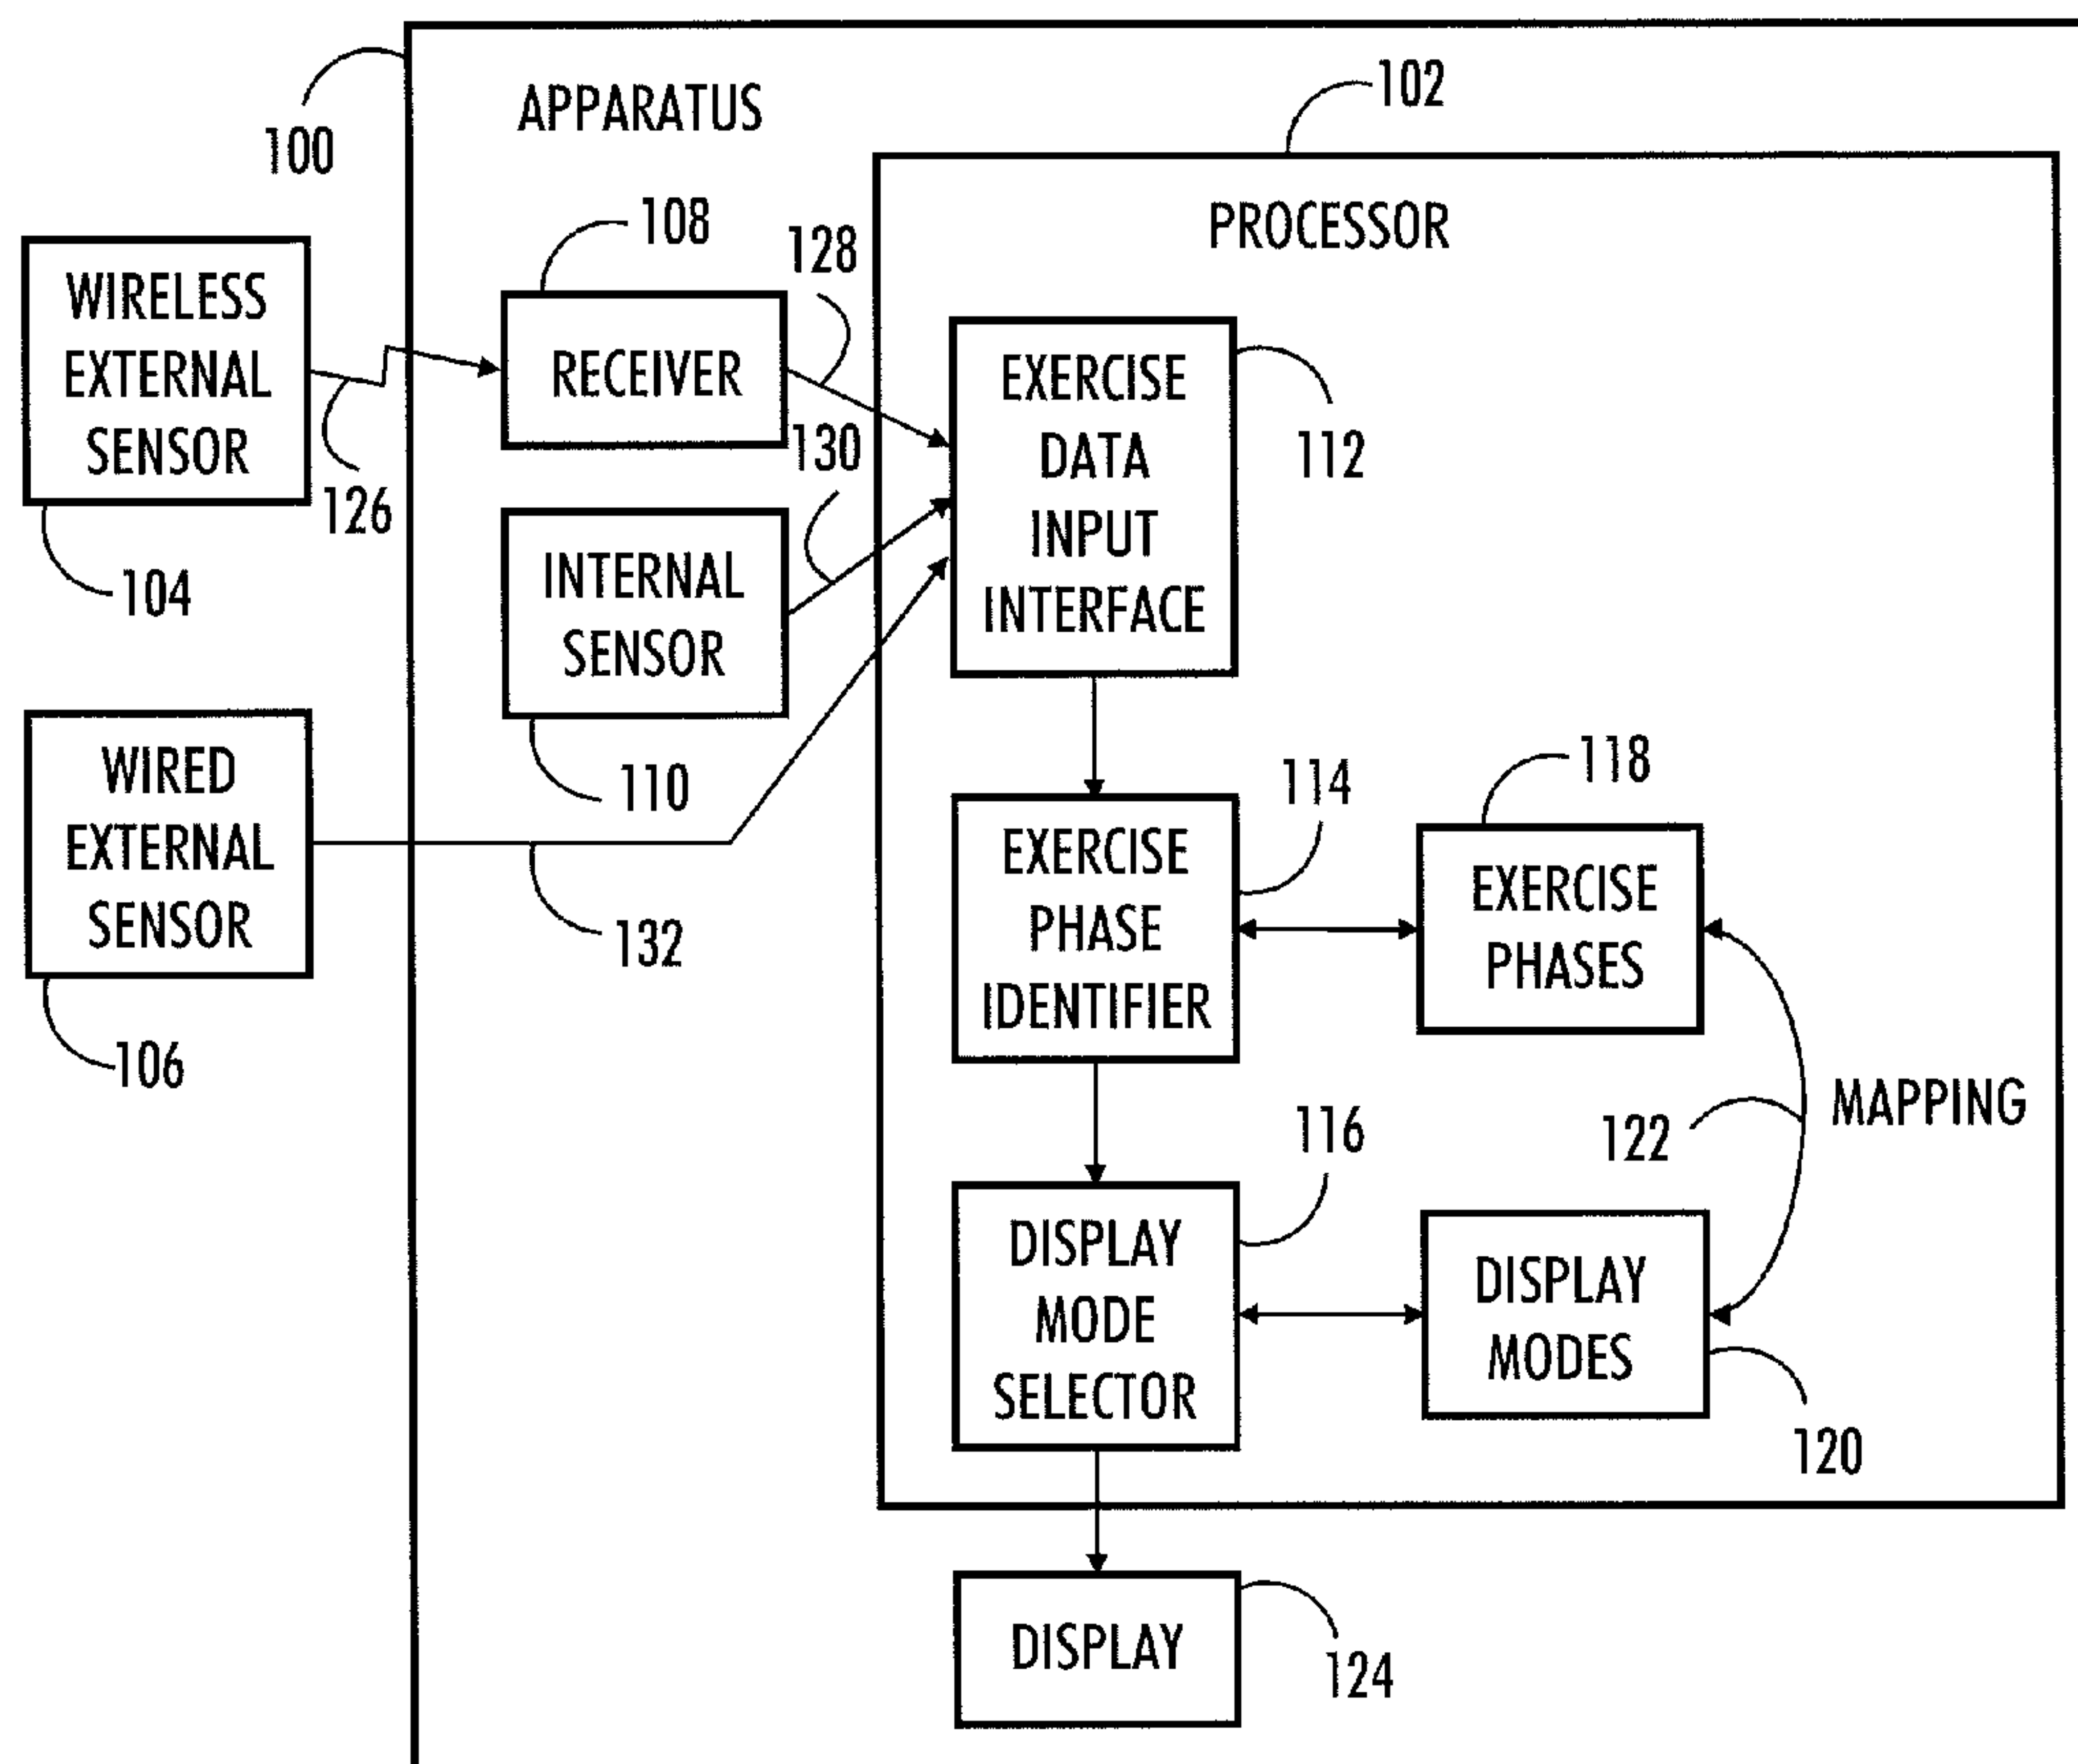 100
APPARATUS
102
PROCESSOR
WIRELESS
EXTERNAL
SENSOR
104
126
108
RECEIVER
128
130
INTERNAL
SENSOR
110
WIRED
EXTERNAL
SENSOR
106
132
EXERCISE
DATA
INPUT
INTERFACE
112
EXERCISE
PHASE
IDENTIFIER
114
EXERCISE
PHASES
118
MAPPING
122
DISPLAY
MODE
SELECTOR
116
DISPLAY
MODES
120
DISPLAY
124